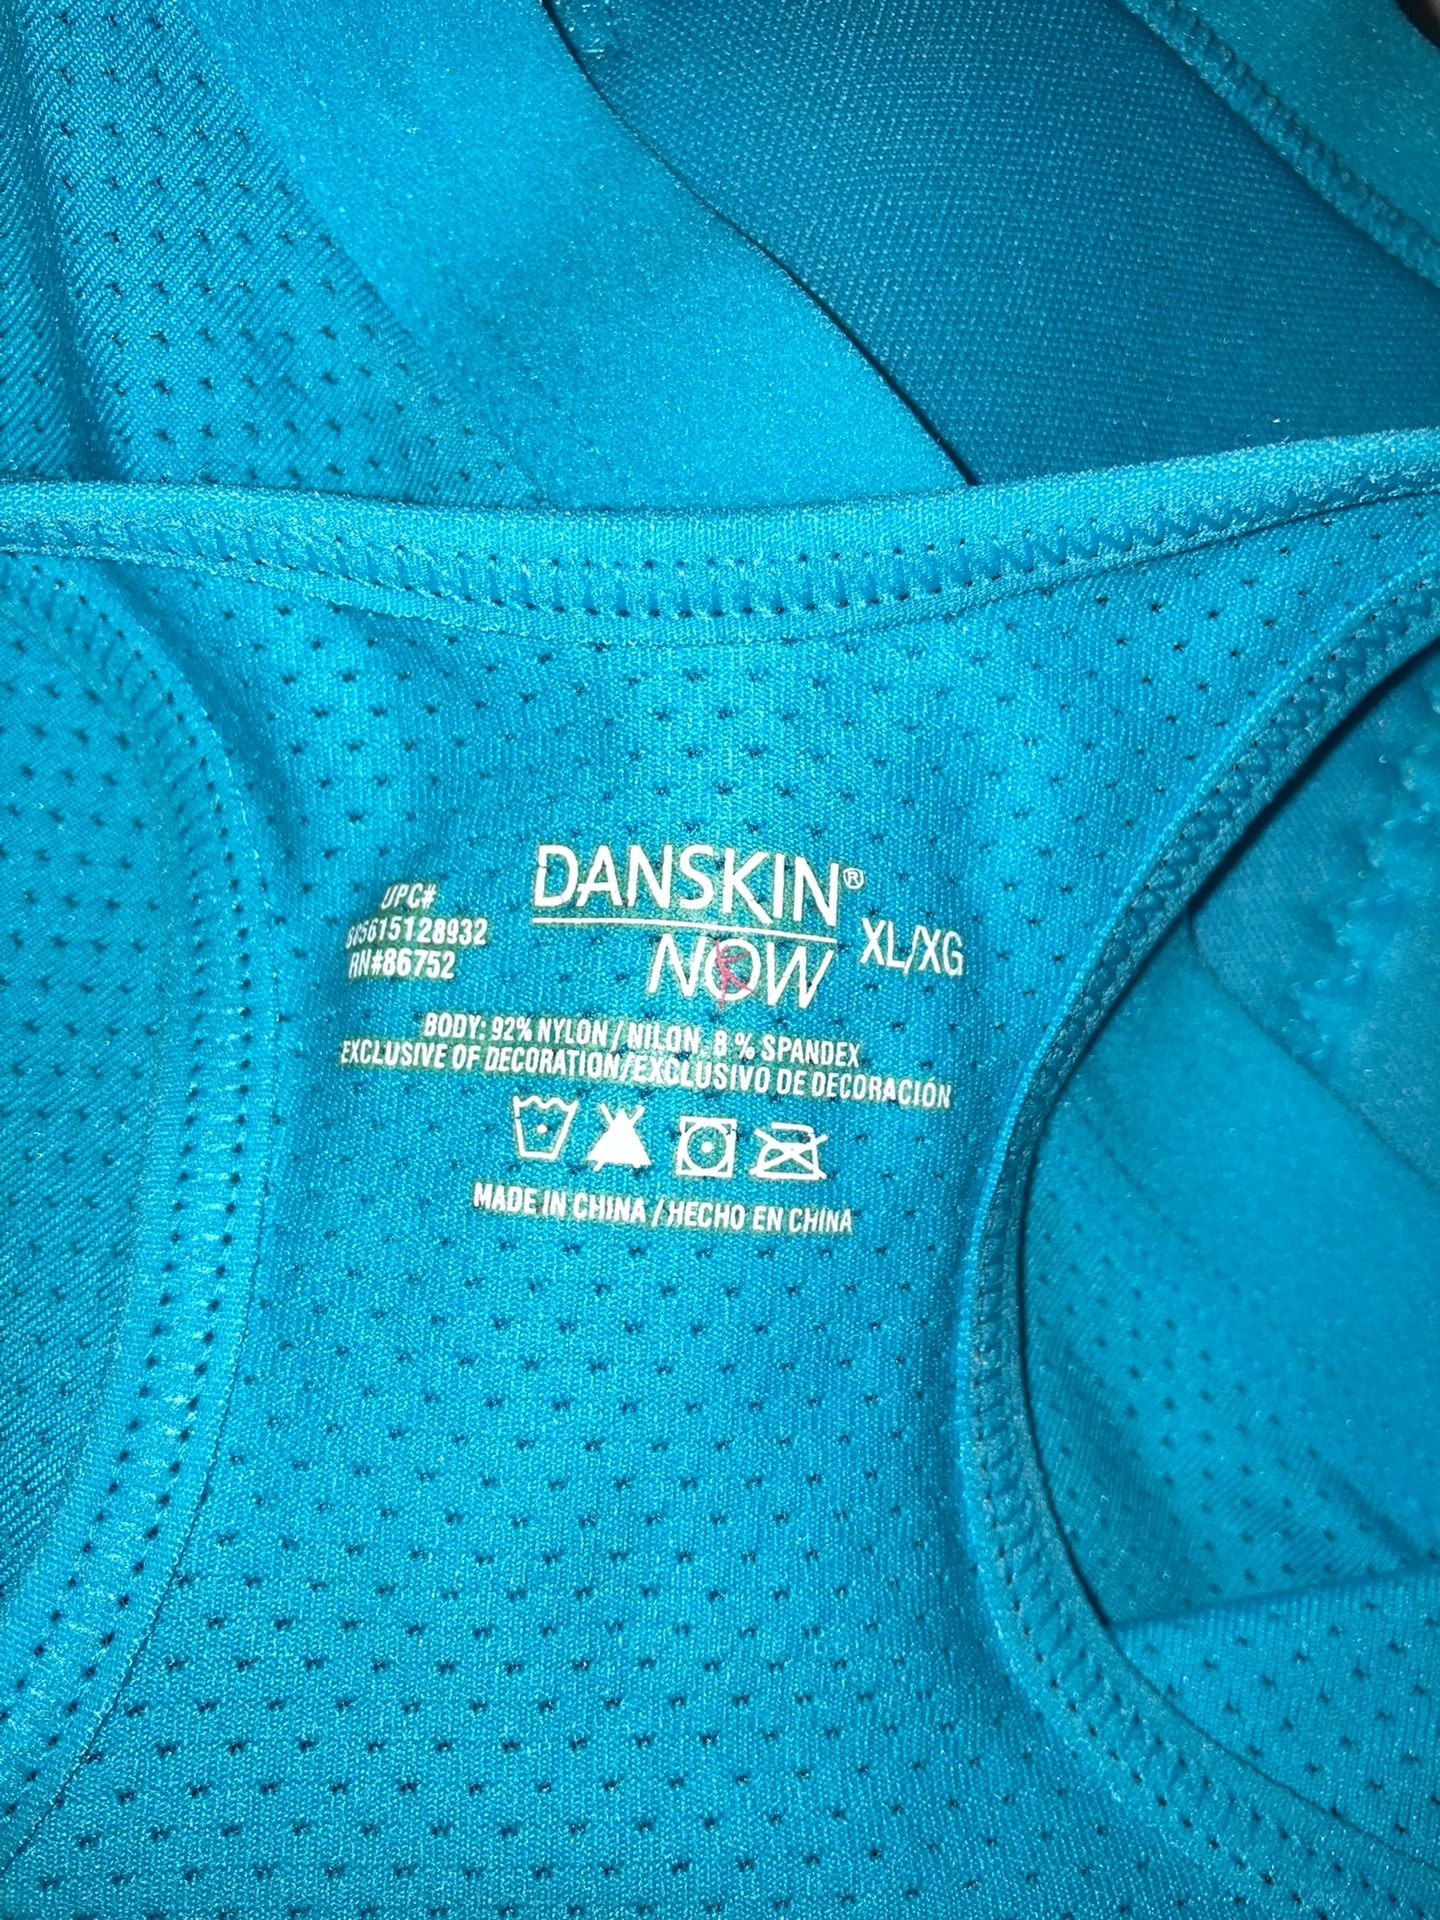 DANSKIN®
NOW
XL/XG
UPC#
RN#86752
BODY: 92% NYLON / NILON, 8 % SPANDEX
EXCLUSIVE OF DECORATION/EXCLUSIVO DE DECORACIÓN
MADE IN CHINA / HECHO EN CHINA